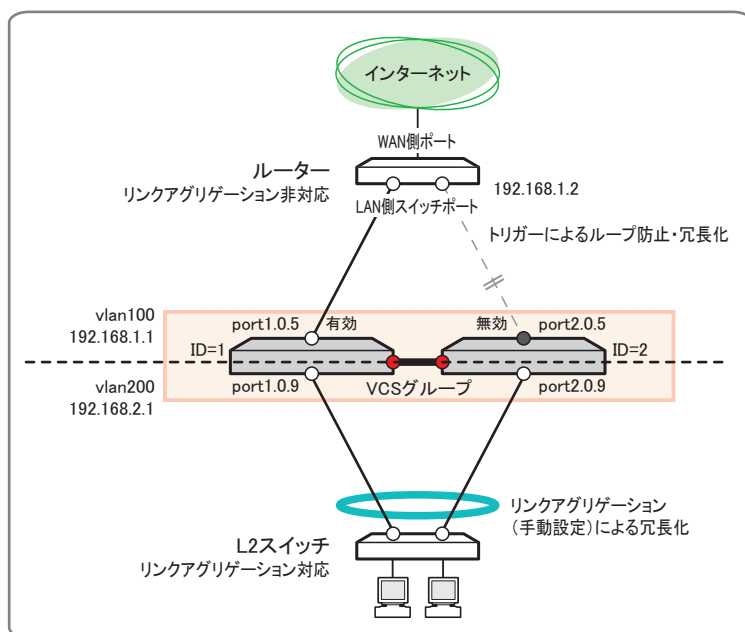 インターネット
WAN側ポート
ルーター
リンクアグリゲーション非対応
192.168.1.2
LAN側スイッチポート
トリガーによるループ防止・冗長化
vlan100
192.168.1.1
port1.0.5
有効
無効
port2.0.5
ID=1
ID=2
vlan200
192.168.2.1
port1.0.9
VCSグループ
port2.0.9
リンクアグリゲーション
（手動設定）による冗長化
L2スイッチ
リンクアグリゲーション対応